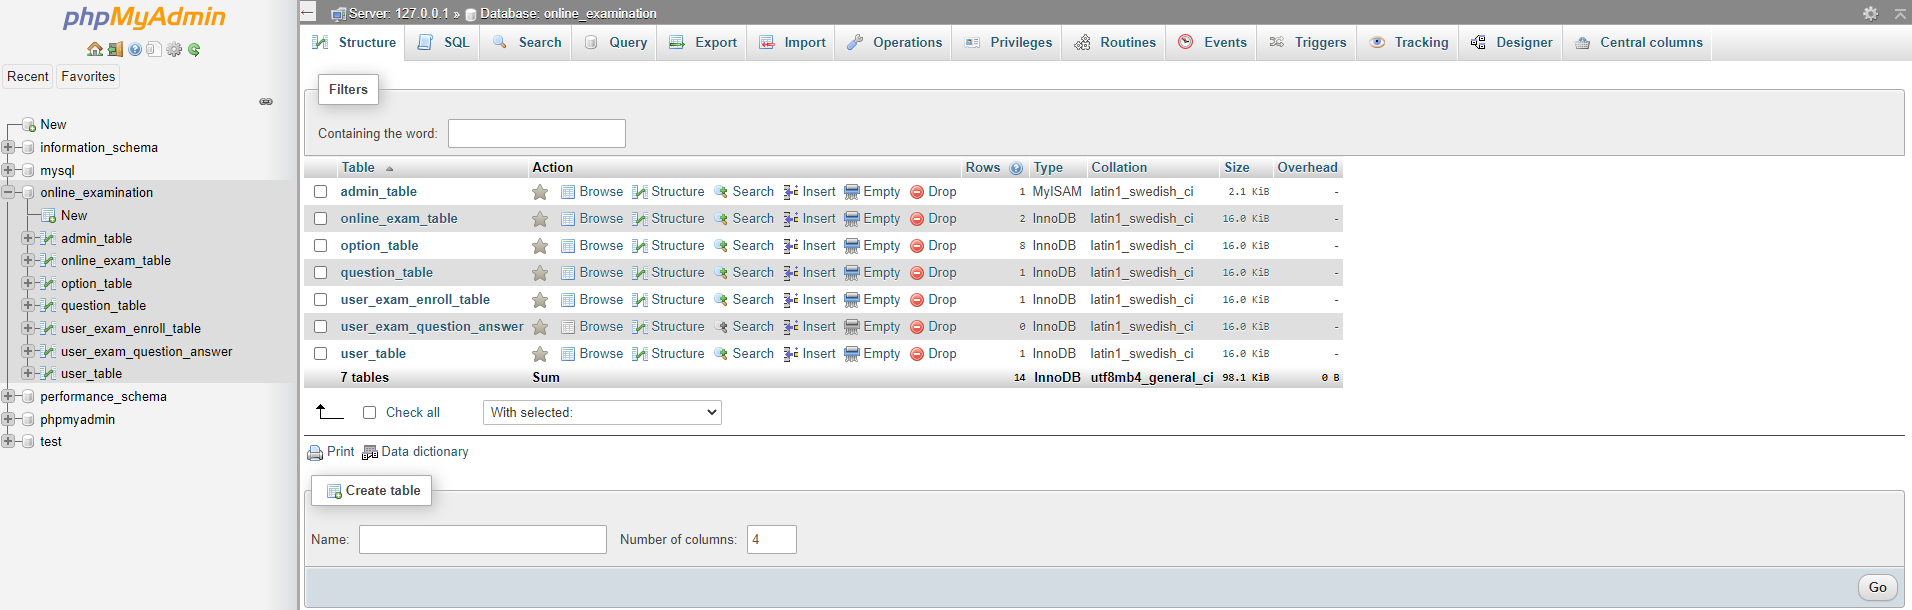 phpMyAdmin
Recent Favorites
New
information_schema
mysql
online_examination
New
admin_table
online_exam_table
option_table
question_table
user_exam_enroll_table
user_exam_question_answer
user_table
performance_schema
phpmyadmin
test
Server: 127.0.0.1 » Database: online_examination
Structure SQL Search Query Export Import Operations Privileges Routines Events Triggers Tracking Designer Central columns
Filters
Containing the word:
Table Action Rows Type Collation Size Overhead
admin_table Browse Structure Search Insert Empty Drop 1 MyISAM latin1_swedish_ci 2.1 KiB -
online_exam_table Browse Structure Search Insert Empty Drop 2 InnoDB latin1_swedish_ci 16.0 KiB -
option_table Browse Structure Search Insert Empty Drop 8 InnoDB latin1_swedish_ci 16.0 KiB -
question_table Browse Structure Search Insert Empty Drop 1 InnoDB latin1_swedish_ci 16.0 KiB -
user_exam_enroll_table Browse Structure Search Insert Empty Drop 1 InnoDB latin1_swedish_ci 16.0 KiB -
user_exam_question_answer Browse Structure Search Insert Empty Drop 0 InnoDB latin1_swedish_ci 16.0 KiB -
user_table Browse Structure Search Insert Empty Drop 1 InnoDB latin1_swedish_ci 16.0 KiB -
7 tables Sum 14 InnoDB utf8mb4_general_ci 98.1 KiB 0 B
Check all With selected:
Print Data dictionary
Create table
Name: Number of columns: 4
Go